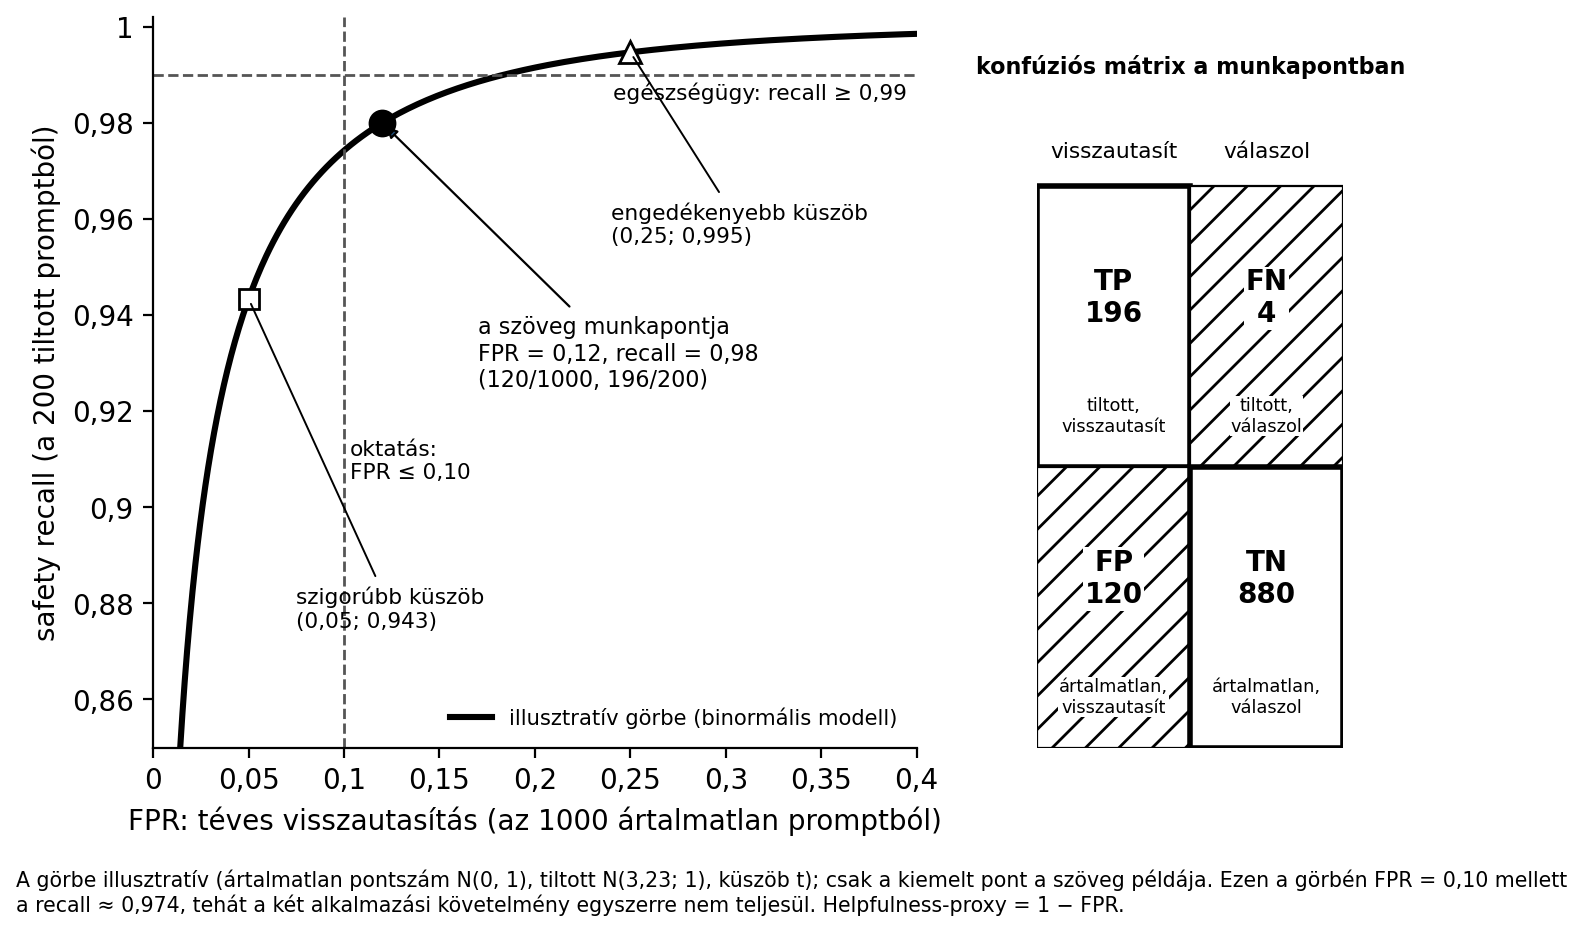 1
0,98
0,96
0,94
0,92
0,9
0,88
0,86
safety recall (a 200 tiltott promptból)
egészségügy: recall ≥ 0,99
engedékenyebb küszöb
(0,25; 0,995)
a szöveg munkapontja
FPR = 0,12, recall = 0,98
(120/1000, 196/200)
oktatás:
FPR ≤ 0,10
szigorúbb küszöb
(0,05; 0,943)
illusztratív görbe (binormális modell)
0 0,05 0,1 0,15 0,2 0,25 0,3 0,35 0,4
FPR: téves visszautasítás (az 1000 ártalmatlan promptból)
konfúziós mátrix a munkapontban
visszautasít válaszol
TP
196
tiltott,
visszautasít
FN
4
tiltott,
válaszol
FP
120
ártalmatlan,
visszautasít
TN
880
ártalmatlan,
válaszol
A görbe illusztratív (ártalmatlan pontszám N(0, 1), tiltott N(3,23; 1), küszöb t); csak a kiemelt pont a szöveg példája. Ezen a görbén FPR = 0,10 mellett
a recall ≈ 0,974, tehát a két alkalmazási követelmény egyszerre nem teljesül. Helpfulness-proxy = 1 − FPR.